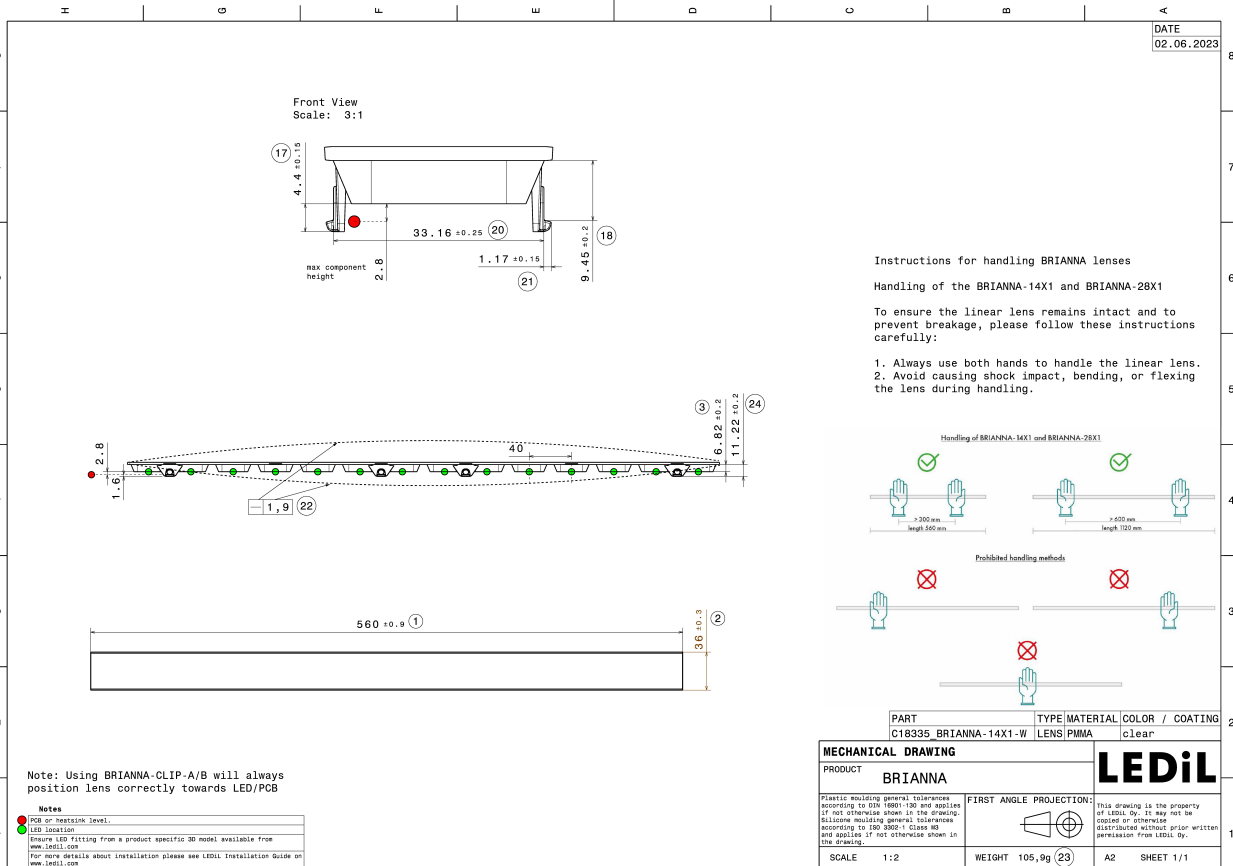 H G F E D C B A
DATE
02.06.2023
8
Front View
Scale: 3:1
17
4.4 ±0.15
33.16 ±0.25 20
18
9.45 ±0.2
1.17 ±0.15
21
max component
height
2.8
7
6
Instructions for handling BRIANNA lenses
Handling of the BRIANNA-14X1 and BRIANNA-28X1
To ensure the linear lens remains intact and to
prevent breakage, please follow these instructions
carefully:
1. Always use both hands to handle the linear lens.
2. Avoid causing shock impact, bending, or flexing
the lens during handling.
5
3
6.82 ±0.2
11.22 ±0.2
24
40
2.8
1.6
1,9 22
Handling of BRIANNA-14X1 and BRIANNA-28X1
4
> 300 mm
length 560 mm
> 600 mm
length 1120 mm
Prohibited handling methods
3
560 ±0.9 1
36 ±0.3
2
2
PART TYPE MATERIAL COLOR / COATING
C18335_BRIANNA-14X1-W LENS PMMA clear
MECHANICAL DRAWING
PRODUCT
BRIANNA
LEDiL
Plastic moulding general tolerances
according to DIN 16901-130 and applies
if not otherwise shown in the drawing.
Silicone moulding general tolerances
according to ISO 3302-1 Class M3
and applies if not otherwise shown in
the drawing.
FIRST ANGLE PROJECTION:
This drawing is the property
of LEDiL Oy. It may not be
copied or otherwise
distributed without prior written
permission from LEDiL Oy.
1
SCALE 1:2
WEIGHT 105,9g 23
A2 SHEET 1/1
Note: Using BRIANNA-CLIP-A/B will always
position lens correctly towards LED/PCB
Notes
PCB or heatsink level.
LED location
Ensure LED fitting from a product specific 3D model available from
www.ledil.com
For more details about installation please see LEDiL Installation Guide on
www.ledil.com